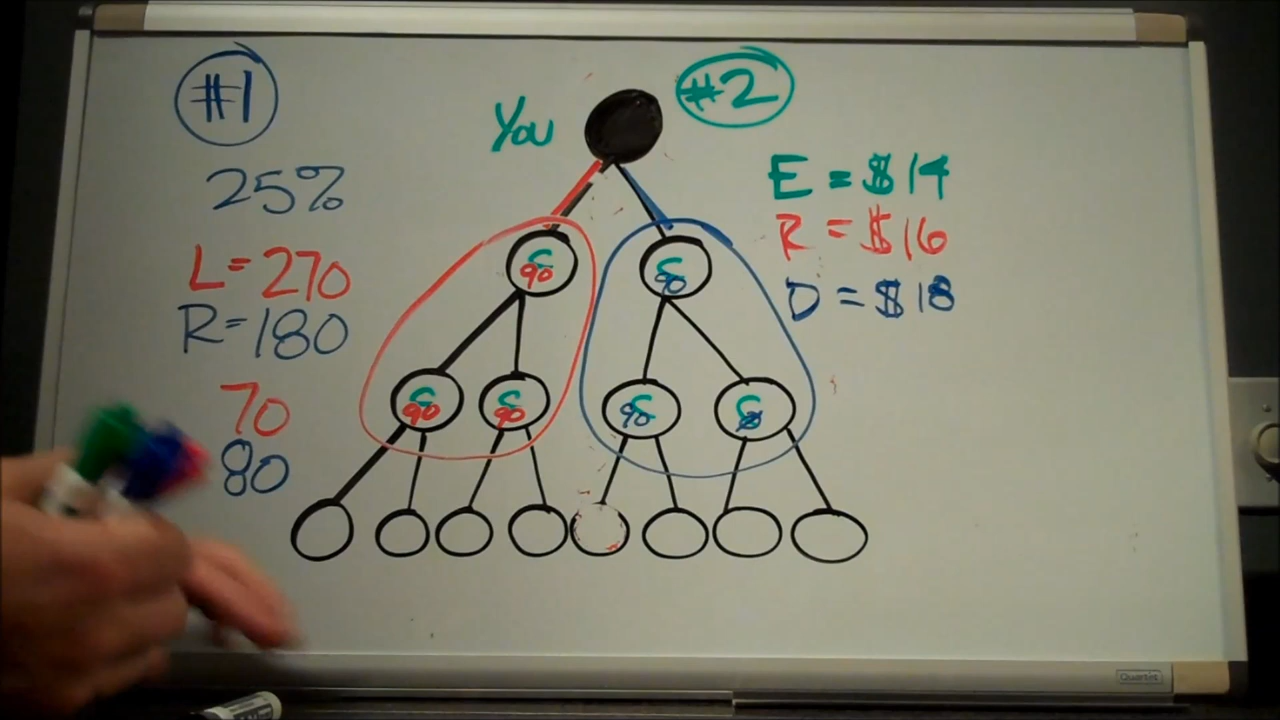 #1
25%
L=270
R=180
70
80
You
#2
E = $14
R = $16
D = $18
C
90
C
90
C
90
C
90
C
90
C
Quartet